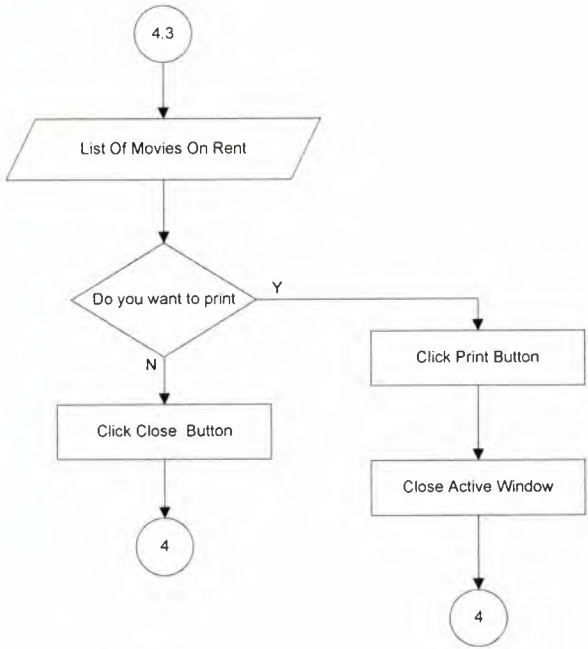 4.3
List Of Movies On Rent
Do you want to print
Y
N
Click Print Button
Click Close Button
Close Active Window
4
4